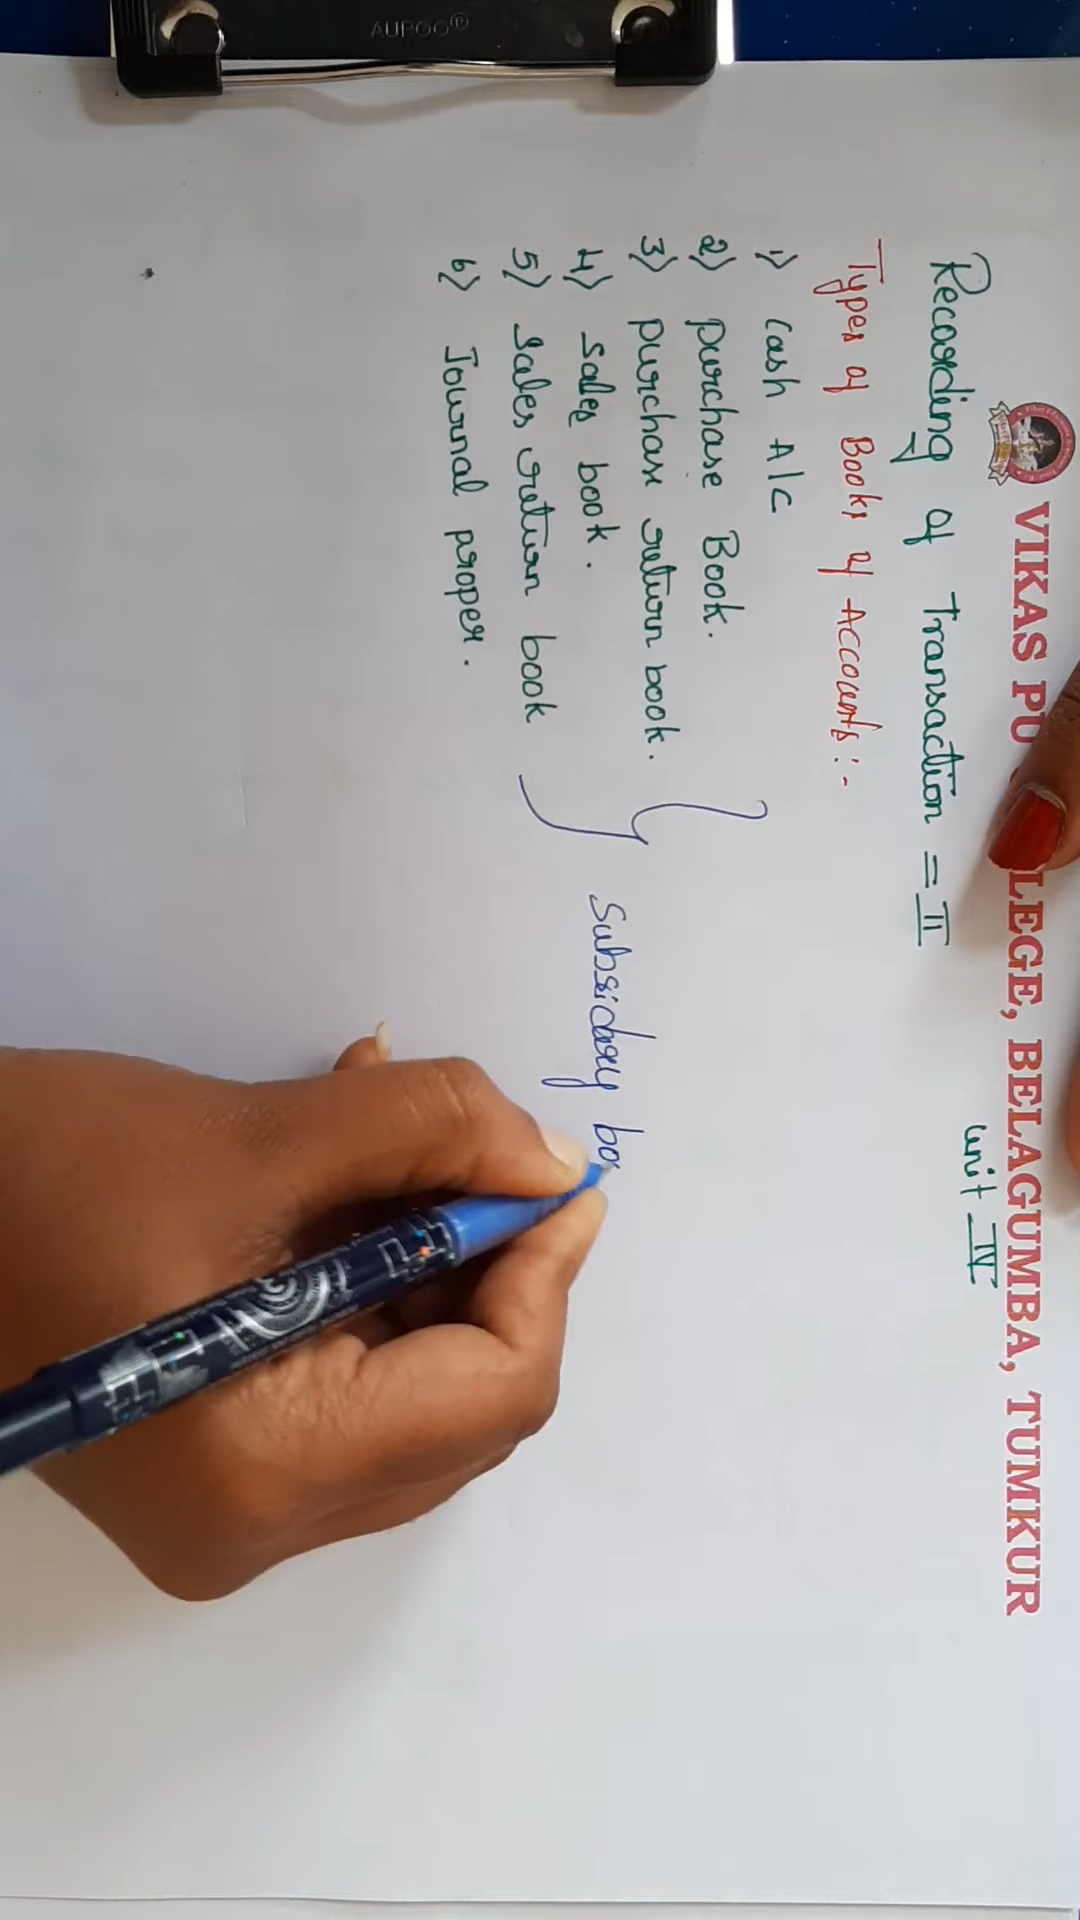 AUPOO®
VIKAS PU LEGE, BELAGUMBA, TUMKUR
unit - IV
Recording of Transaction = II
Types of Books of Accounts :-
1) Cash A/c
2) purchase Book.
3) purchase return book.
4) sales book.
5) sales return book
6) Journal proper.
Subsidary bo